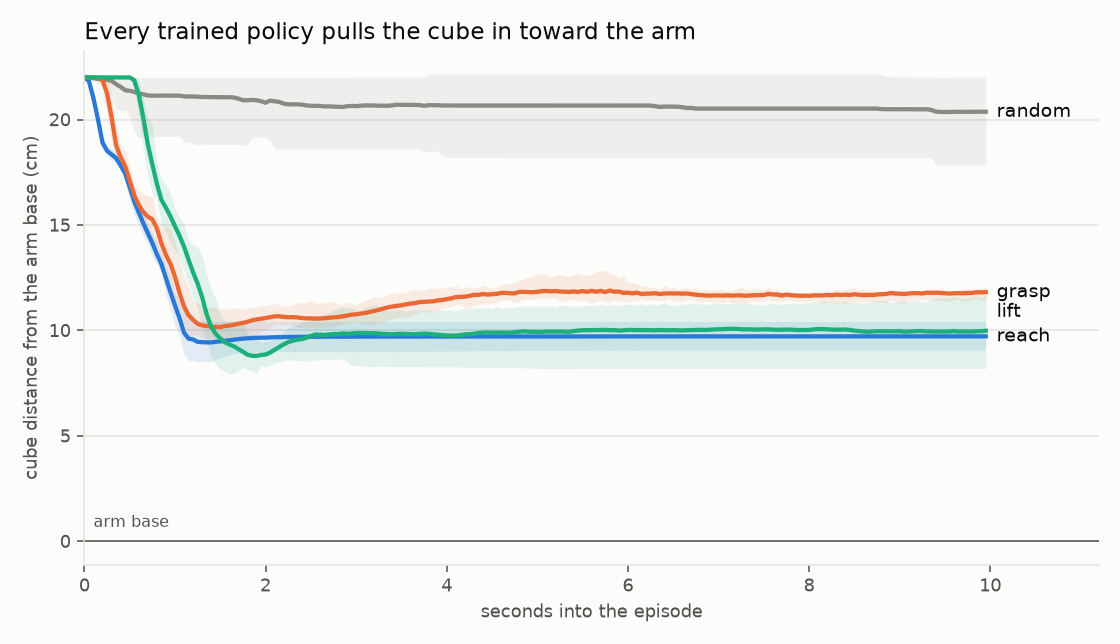 Every trained policy pulls the cube in toward the arm
cube distance from the arm base (cm)
20
15
10
5
0
random
grasp
lift
reach
arm base
0 2 4 6 8 10
seconds into the episode